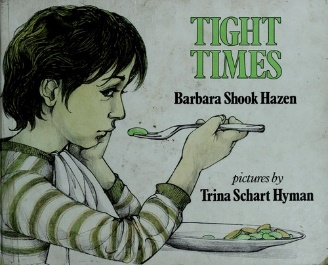 TIGHT
TIMES
Barbara Shook Hazen
pictures by
Trina Schart Hyman